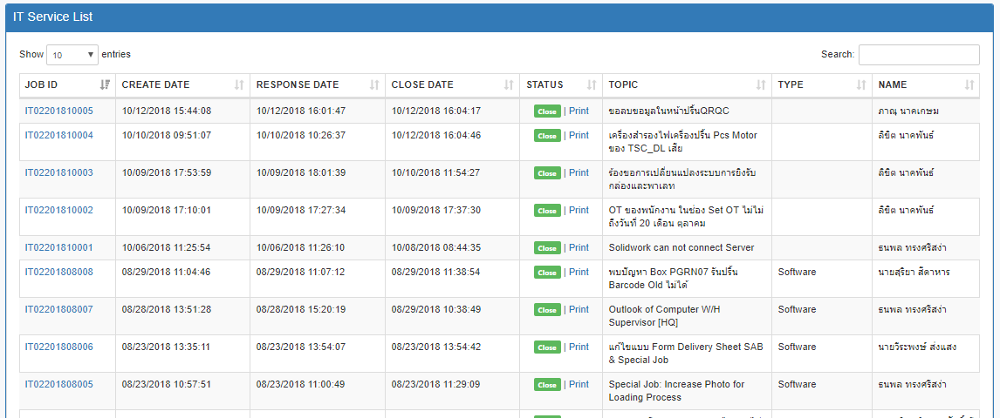 IT Service List
Show 10 entries Search:
JOB ID CREATE DATE RESPONSE DATE CLOSE DATE STATUS TOPIC TYPE NAME
IT02201810005 10/12/2018 15:44:08 10/12/2018 16:01:47 10/12/2018 16:04:17 Close | Print ขอลบขอมูลในหน้าปริ้นQRQC ภาณุ นาคเกษม
IT02201810004 10/10/2018 09:51:07 10/10/2018 10:26:37 10/12/2018 16:04:46 Close | Print เครื่องสำรองไฟเครื่องปริ้น Pcs Motor ลิขิต นาคพันธ์
ของ TSC_DL เสีย
IT02201810003 10/09/2018 17:53:59 10/09/2018 18:01:39 10/10/2018 11:54:27 Close | Print ร้องขอการเปลี่ยนแปลงระบบการยิงรับ ลิขิต นาคพันธ์
กล่องและพาเลท
IT02201810002 10/09/2018 17:10:01 10/09/2018 17:27:34 10/09/2018 17:37:30 Close | Print OT ของพนักงาน ในช่อง Set OT ไม่ไม่ ลิขิต นาคพันธ์
ถึงวันที่ 20 เดือน ตุลาคม
IT02201810001 10/06/2018 11:25:54 10/06/2018 11:26:10 10/08/2018 08:44:35 Close | Print Solidwork can not connect Server ธนพล ทรงศริสง่า
IT02201808008 08/29/2018 11:04:46 08/29/2018 11:07:12 08/29/2018 11:38:54 Close | Print พบปัญหา Box PGRN07 รันปริ้น Software นายสุริยา สีดาหาร
Barcode Old ไม่ได้
IT02201808007 08/28/2018 13:51:28 08/28/2018 15:20:19 08/29/2018 10:38:49 Close | Print Outlook of Computer W/H Software ธนพล ทรงศริสง่า
Supervisor [HQ]
IT02201808006 08/23/2018 13:35:11 08/23/2018 13:54:07 08/23/2018 13:54:42 Close | Print แก้ไขแบบ Form Delivery Sheet SAB Software นายวิระพงษ์ ส่งแสง
& Special Job
IT02201808005 08/23/2018 10:57:51 08/23/2018 11:00:49 08/23/2018 11:29:09 Close | Print Special Job: Increase Photo for Software ธนพล ทรงศริสง่า
Loading Process